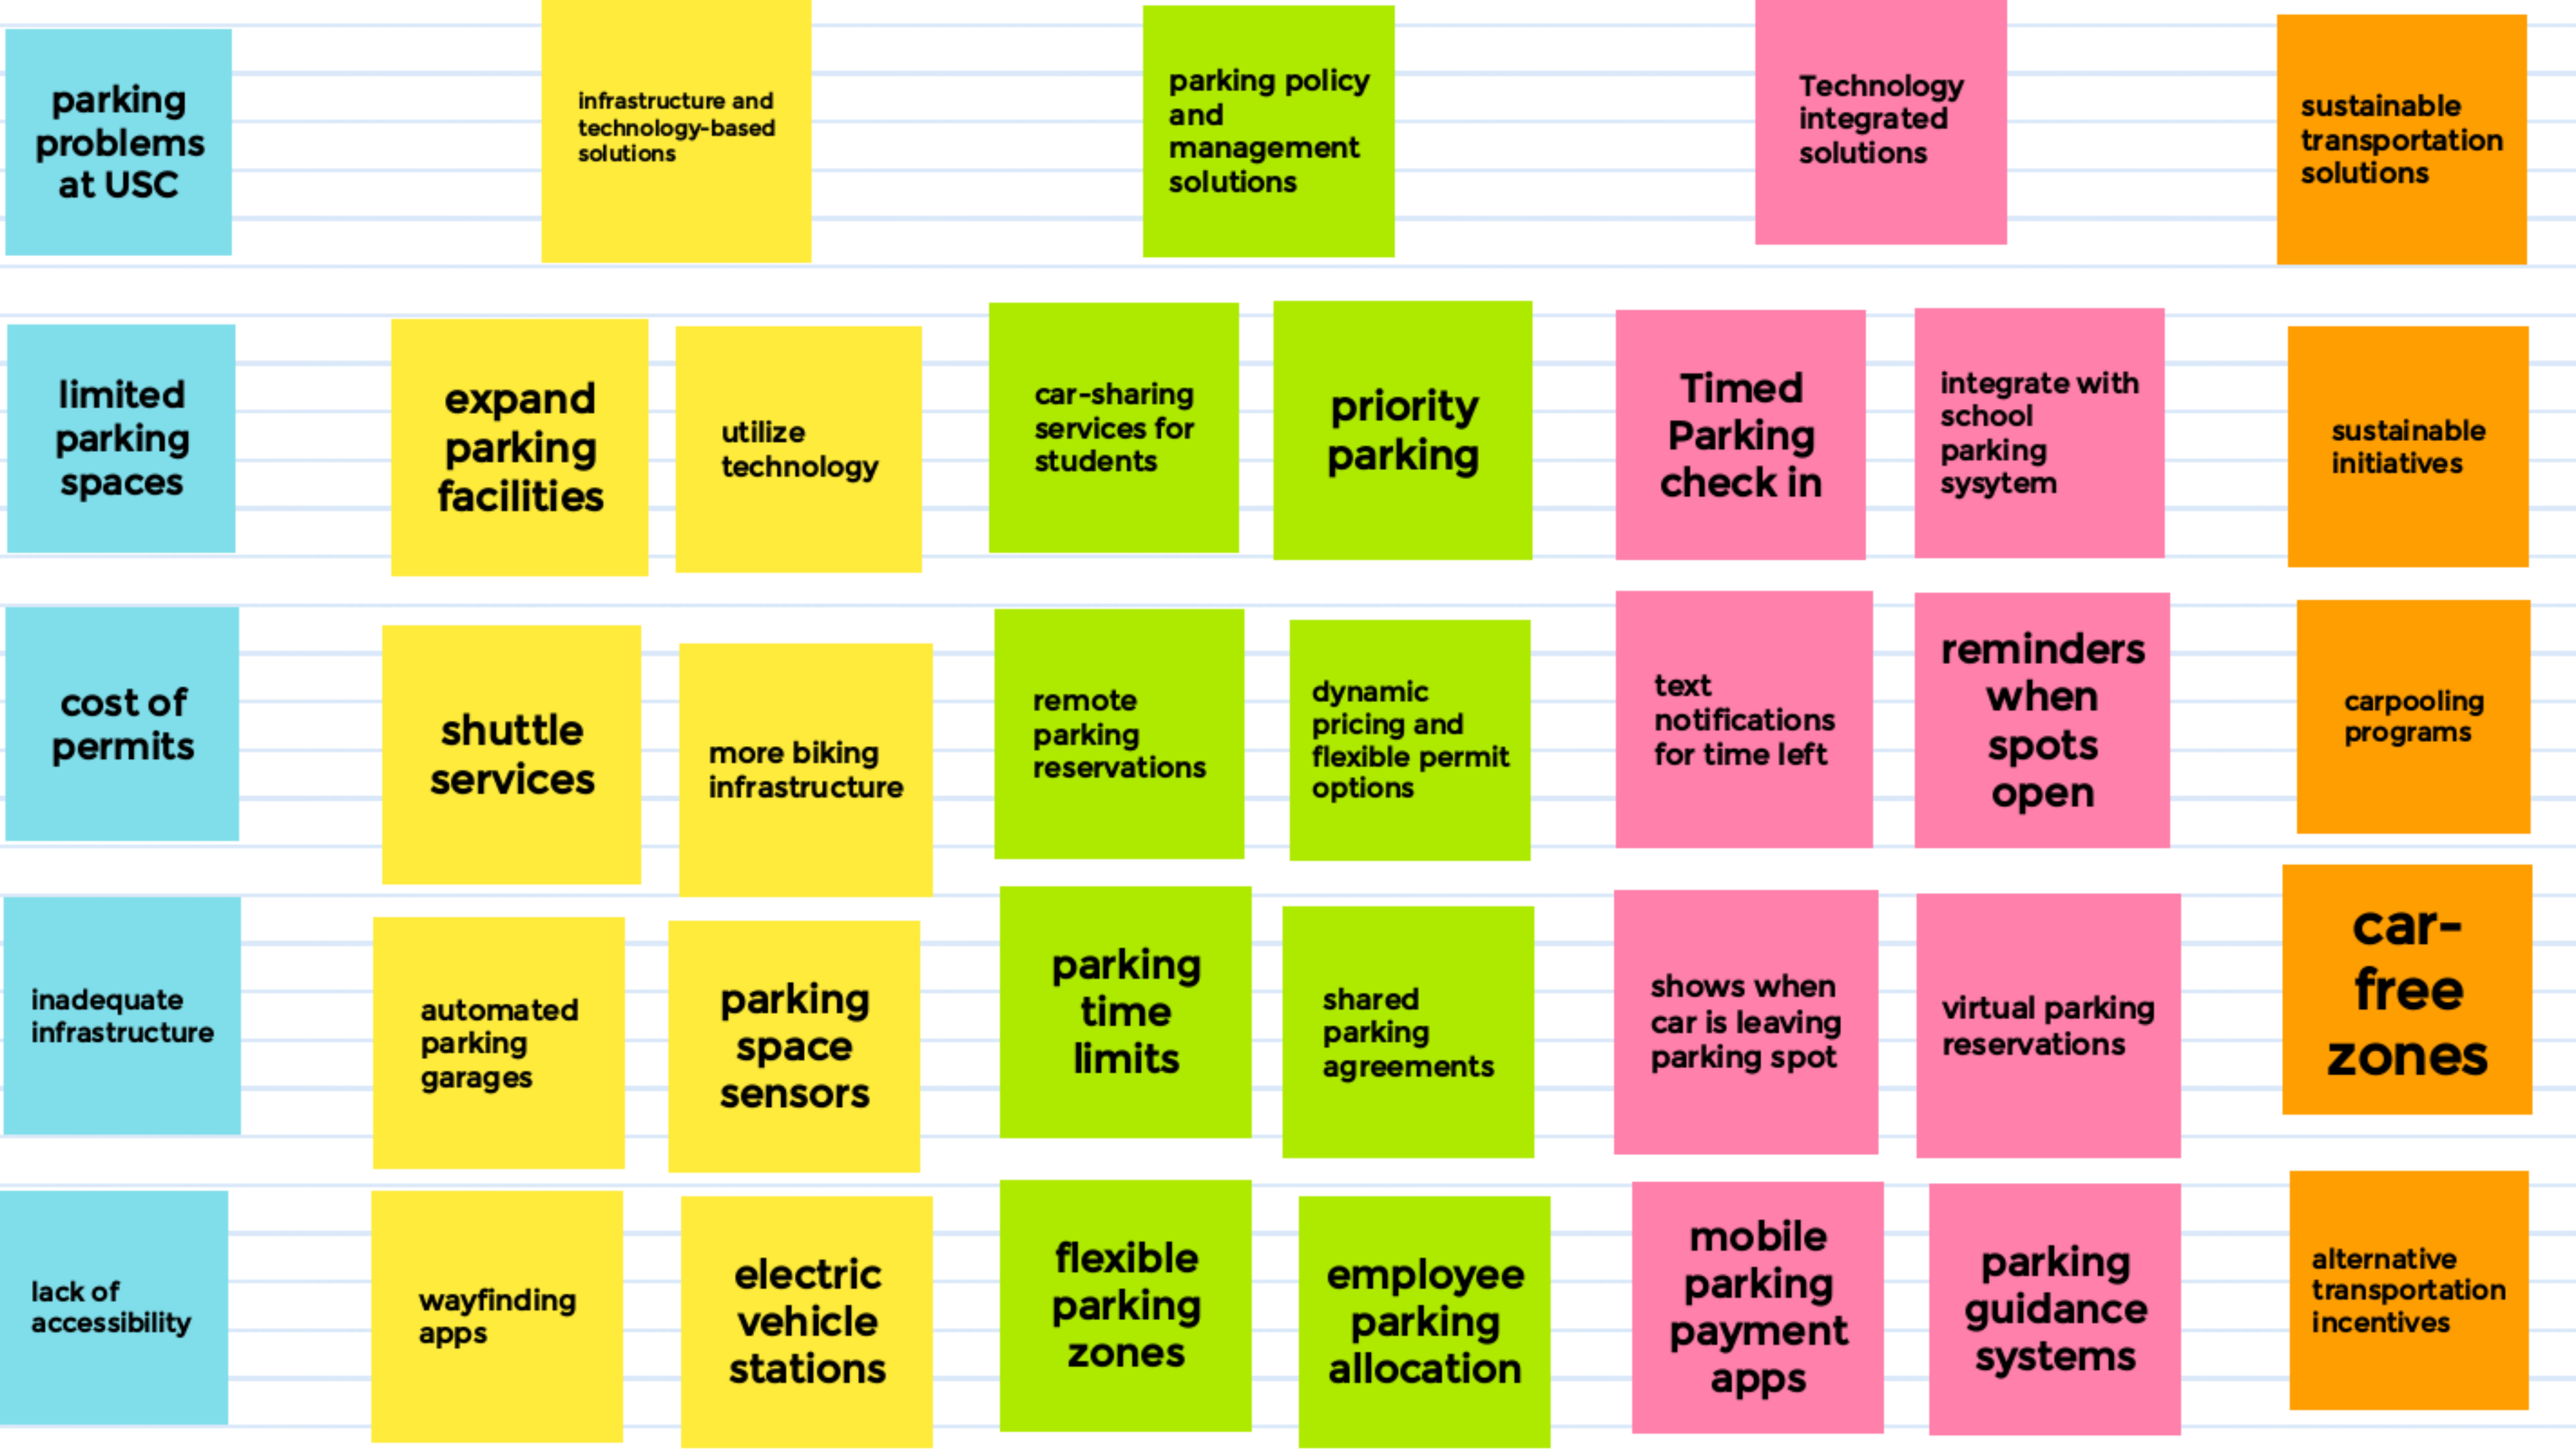 parking
problems
at USC
infrastructure and
technology-based
solutions
parking policy
and
management
solutions
Technology
integrated
solutions
sustainable
transportation
solutions
limited
parking
spaces
expand
parking
facilities
utilize
technology
car-sharing
services for
students
priority
parking
Timed
Parking
check in
integrate with
school
parking
sysytem
sustainable
initiatives
cost of
permits
shuttle
services
more biking
infrastructure
remote
parking
reservations
dynamic
pricing and
flexible permit
options
text
notifications
for time left
reminders
when
spots
open
carpooling
programs
inadequate
infrastructure
automated
parking
garages
parking
space
sensors
parking
time
limits
shared
parking
agreements
shows when
car is leaving
parking spot
virtual parking
reservations
car-
free
zones
lack of
accessibility
wayfinding
apps
electric
vehicle
stations
flexible
parking
zones
employee
parking
allocation
mobile
parking
payment
apps
parking
guidance
systems
alternative
transportation
incentives